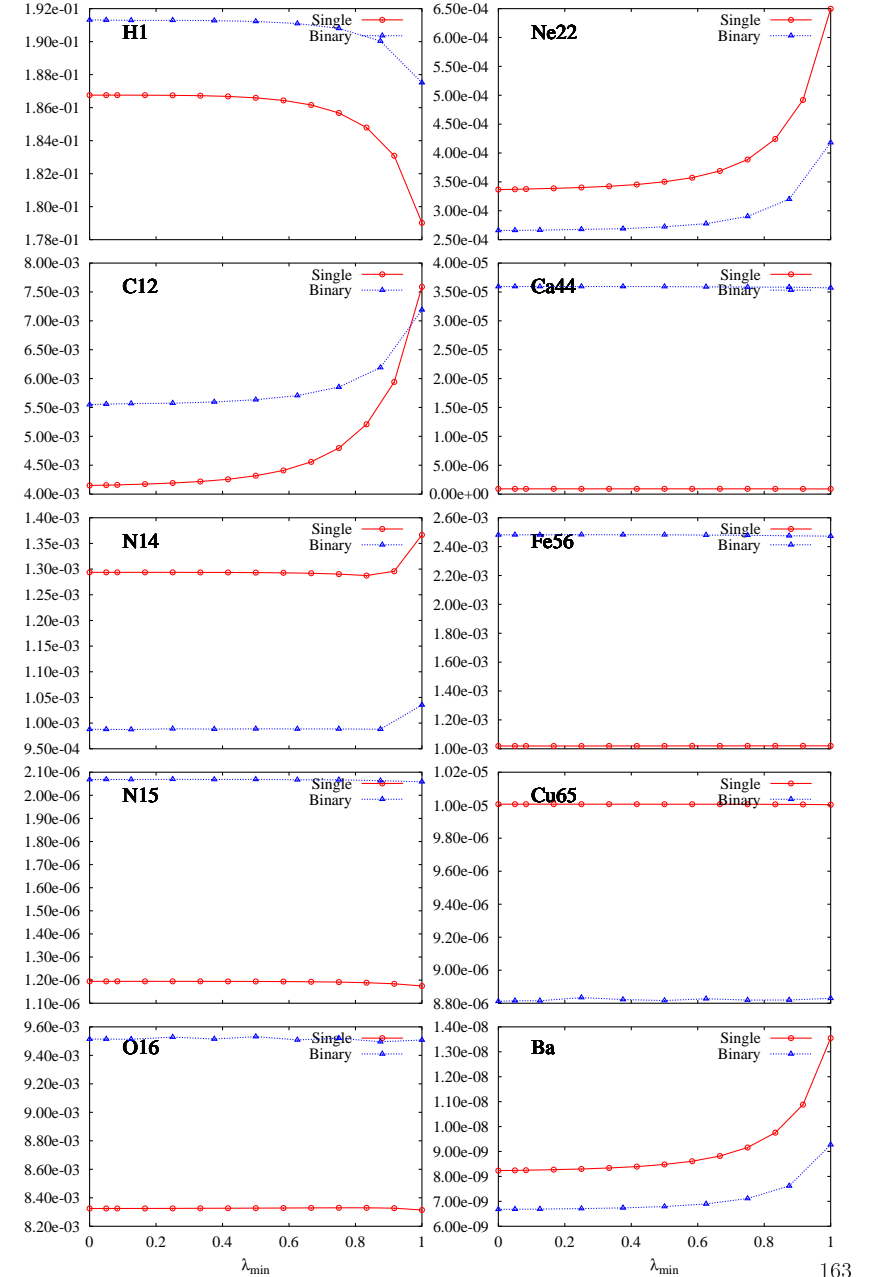 1.92e-01
1.90e-01
1.88e-01
1.86e-01
1.84e-01
1.82e-01
1.80e-01
1.78e-01
H1
Single
Binary
6.50e-04
6.00e-04
5.50e-04
5.00e-04
4.50e-04
4.00e-04
3.50e-04
3.00e-04
2.50e-04
Ne22
Single
Binary
8.00e-03
7.50e-03
7.00e-03
6.50e-03
6.00e-03
5.50e-03
5.00e-03
4.50e-03
4.00e-03
C12
Single
Binary
4.00e-05
3.50e-05
3.00e-05
2.50e-05
2.00e-05
1.50e-05
1.00e-05
5.00e-06
0.00e+00
Ca44
Single
Binary
1.40e-03
1.35e-03
1.30e-03
1.25e-03
1.20e-03
1.15e-03
1.10e-03
1.05e-03
1.00e-03
9.50e-04
N14
Single
Binary
2.60e-03
2.40e-03
2.20e-03
2.00e-03
1.80e-03
1.60e-03
1.40e-03
1.20e-03
1.00e-03
Fe56
Single
Binary
2.10e-06
2.00e-06
1.90e-06
1.80e-06
1.70e-06
1.60e-06
1.50e-06
1.40e-06
1.30e-06
1.20e-06
1.10e-06
N15
Single
Binary
1.02e-05
1.00e-05
9.80e-06
9.60e-06
9.40e-06
9.20e-06
9.00e-06
8.80e-06
Cu65
Single
Binary
9.60e-03
9.40e-03
9.20e-03
9.00e-03
8.80e-03
8.60e-03
8.40e-03
8.20e-03
O16
Single
Binary
0 0.2 0.4 0.6 0.8 1
λmin
1.40e-08
1.30e-08
1.20e-08
1.10e-08
1.00e-08
9.00e-09
8.00e-09
7.00e-09
6.00e-09
Ba
Single
Binary
0 0.2 0.4 0.6 0.8 1
λmin
163